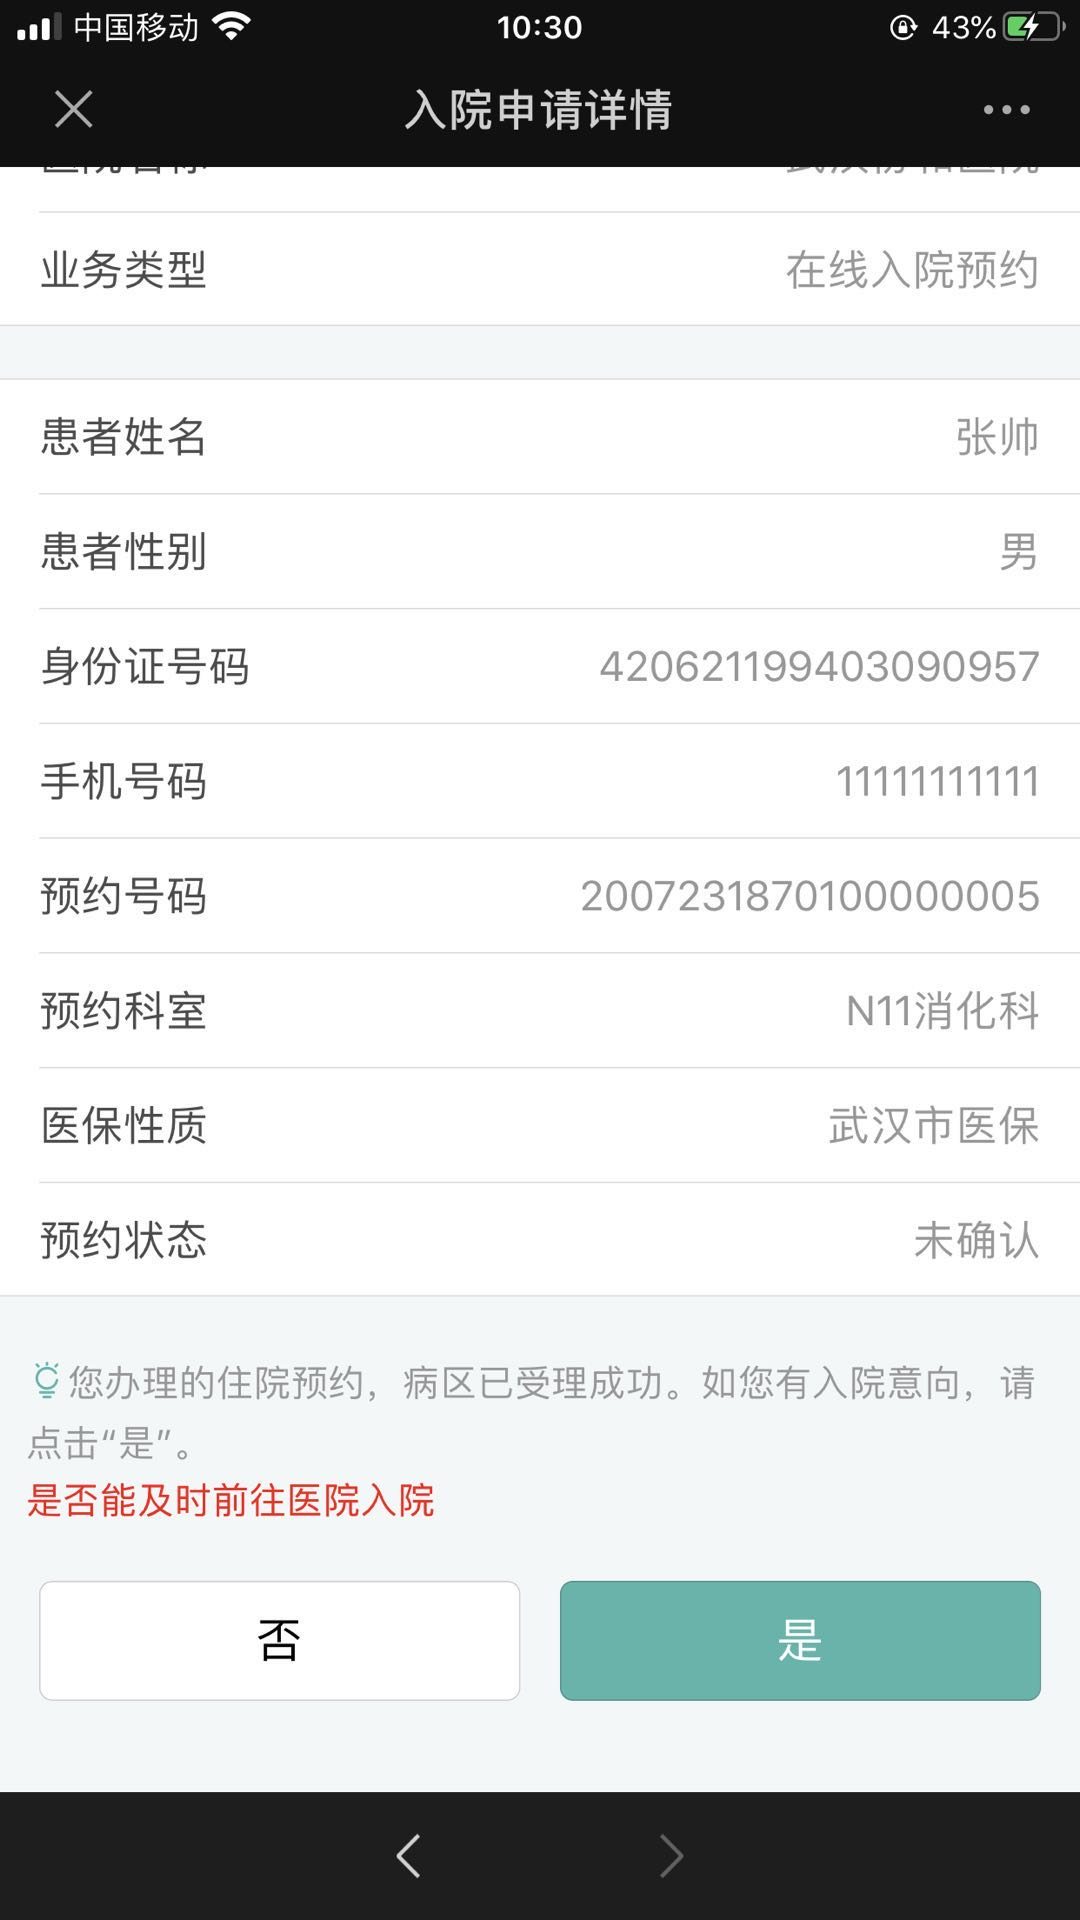 中国移动
10:30
43%
入院申请详情
业务类型
在线入院预约
患者姓名
张帅
患者性别
男
身份证号码
420621199403090957
手机号码
11111111111
预约号码
2007231870100000005
预约科室
N11消化科
医保性质
武汉市医保
预约状态
未确认
您办理的住院预约，病区已受理成功。如您有入院意向，请
点击“是”。
是否能及时前往医院入院
否
是